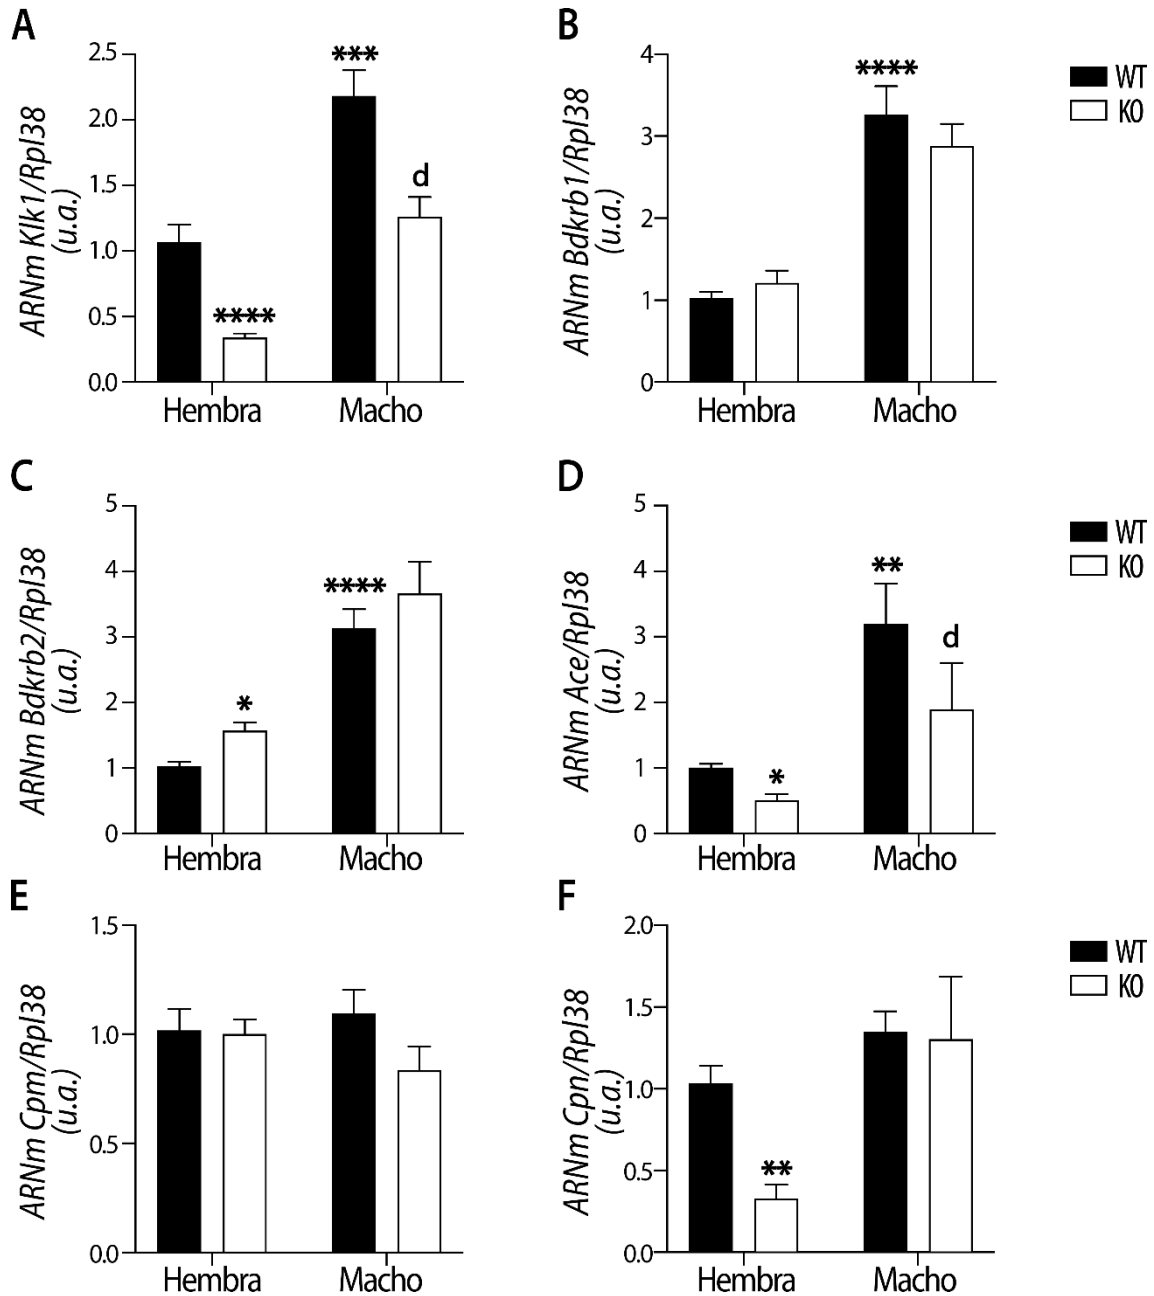 A
ARNm Klk1/Rpl38
(u.a.)
2.5
2.0
1.5
1.0
0.5
0.0
***
d
****
Hembra
Macho
B
ARNm Bdkrb1/Rpl38
(u.a.)
4
3
2
1
0
****
Hembra
Macho
WT
KO
C
ARNm Bdkrb2/Rpl38
(u.a.)
5
4
3
2
1
0
****
*
Hembra
Macho
D
ARNm Ace/Rpl38
(u.a.)
5
4
3
2
1
0
**
d
*
Hembra
Macho
WT
KO
E
ARNm Cpm/Rpl38
(u.a.)
1.5
1.0
0.5
0.0
Hembra
Macho
F
ARNm Cpn/Rpl38
(u.a.)
2.0
1.5
1.0
0.5
0.0
**
Hembra
Macho
WT
KO